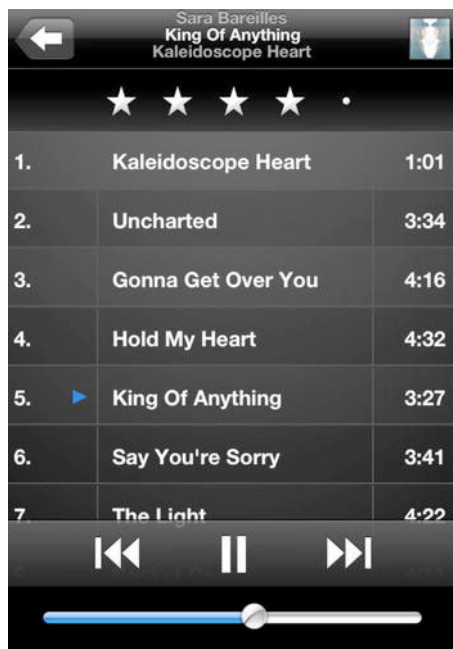 Sara Bareilles
King Of Anything
Kaleidoscope Heart
1. Kaleidoscope Heart 1:01
2. Uncharted 3:34
3. Gonna Get Over You 4:16
4. Hold My Heart 4:32
5. King Of Anything 3:27
6. Say You're Sorry 3:41
7. The Light 4:22